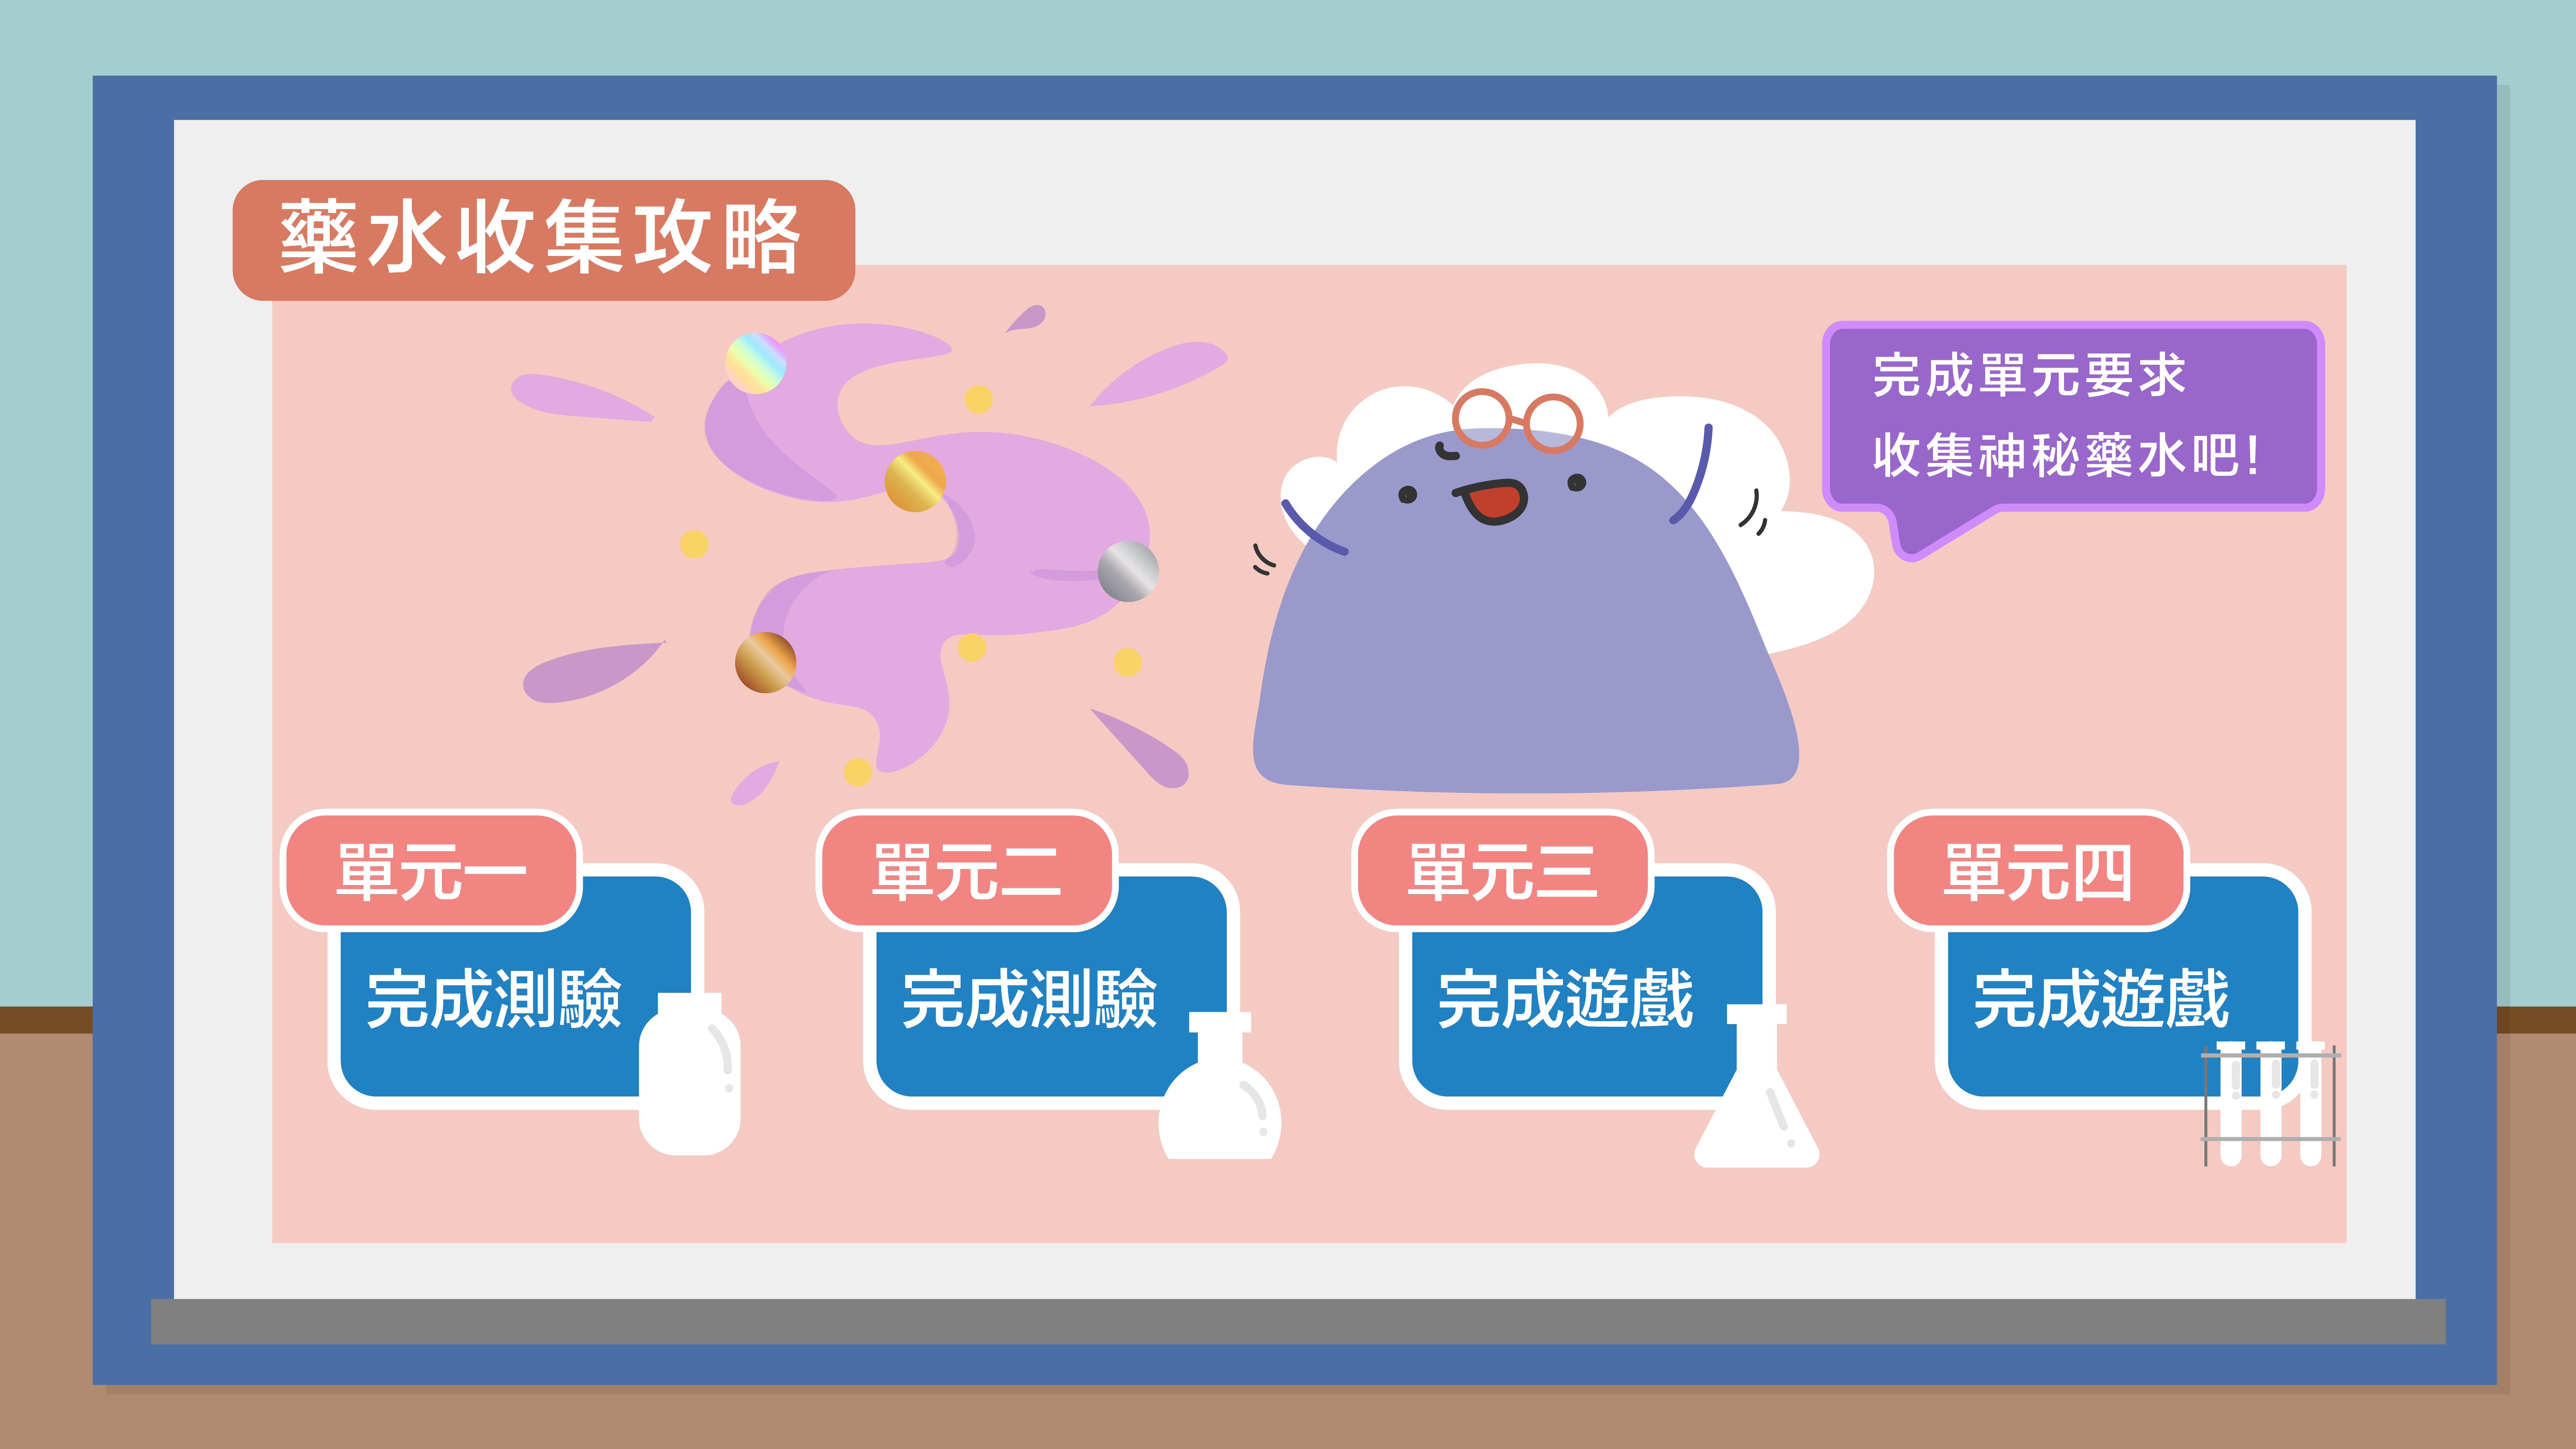 藥水收集攻略
完成單元要求
收集神秘藥水吧!
單元一
完成測驗
單元二
完成測驗
單元三
完成遊戲
單元四
完成遊戲